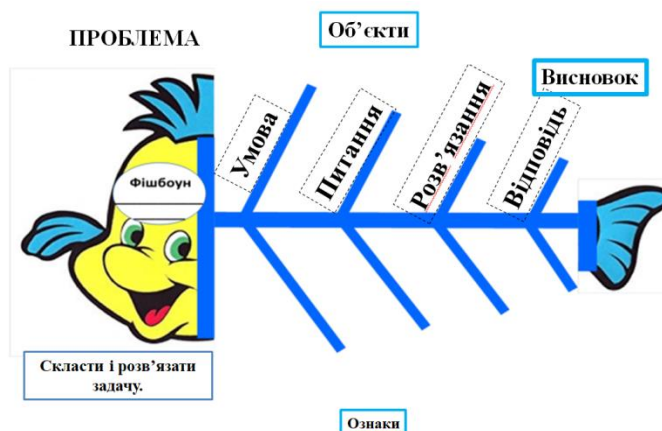 ПРОБЛЕМА
Об’єкти
Висновок
Фішбоун
Умова
Питання
Розв’язання
Відповідь
Скласти і розв’язати
задачу.
Ознаки